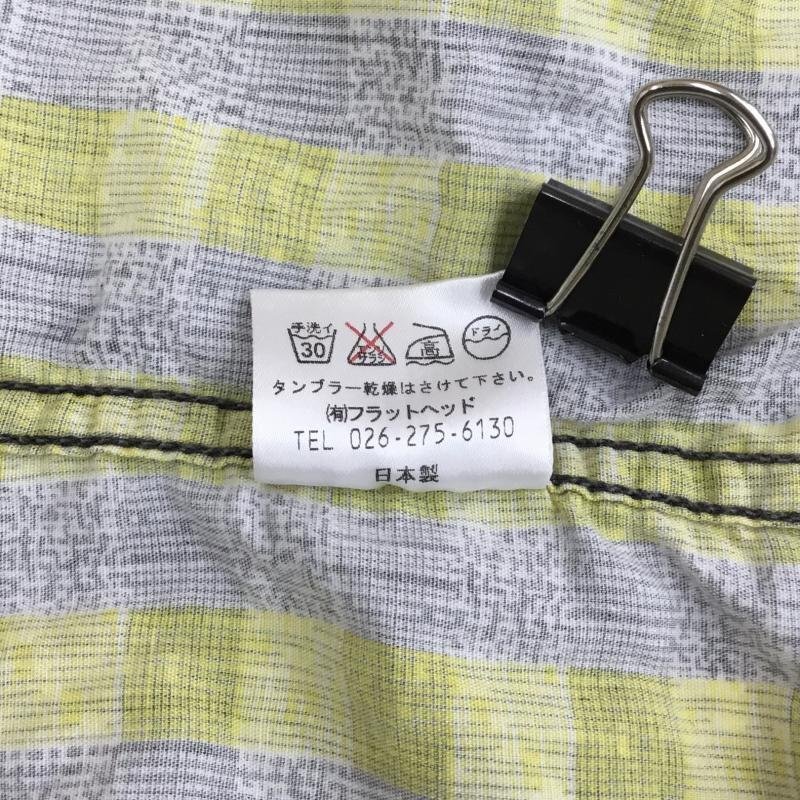 手洗イ 30 エンソサラシ 高 ドライ
タンブラー乾燥はさけて下さい。
㈲フラットヘッド
TEL 026-275-6130
日本製